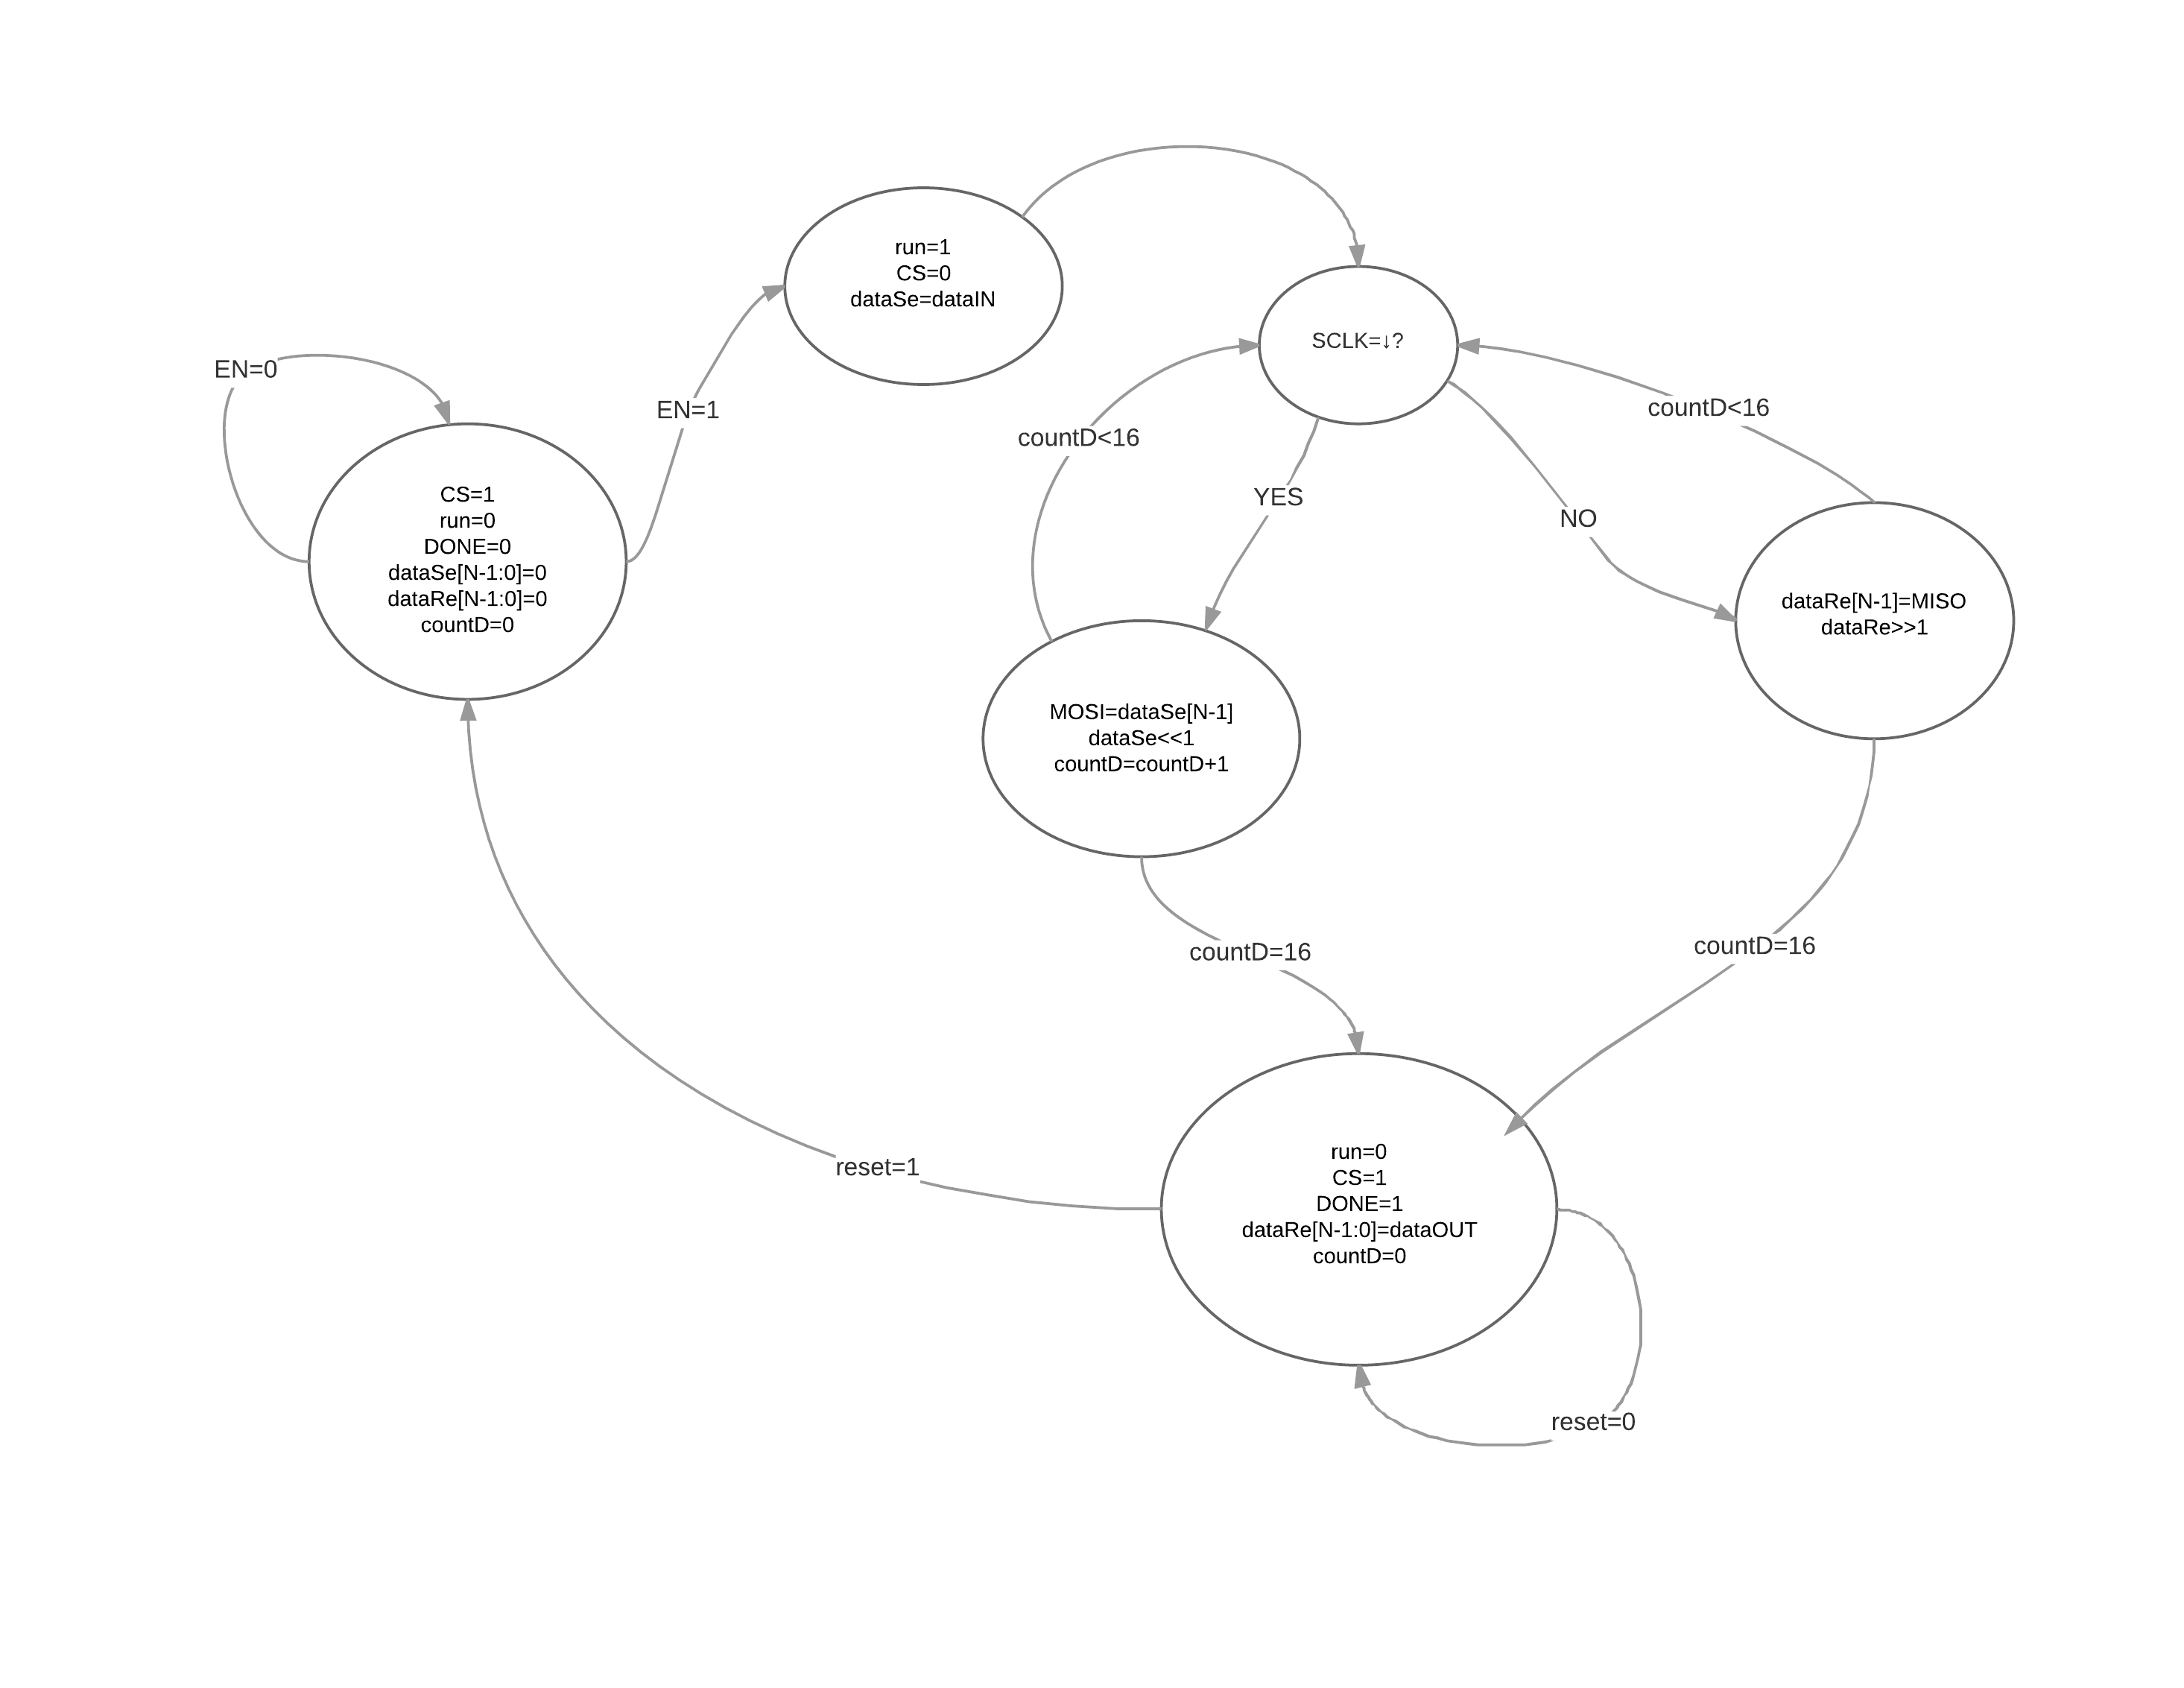 run=1
CS=0
dataSe=dataIN
SCLK=↓?
EN=0
EN=1
countD<16
countD<16
CS=1
run=0
DONE=0
dataSe[N-1:0]=0
dataRe[N-1:0]=0
countD=0
YES
NO
dataRe[N-1]=MISO
dataRe>>1
MOSI=dataSe[N-1]
dataSe<<1
countD=countD+1
countD=16
countD=16
run=0
CS=1
DONE=1
dataRe[N-1:0]=dataOUT
countD=0
reset=1
reset=0